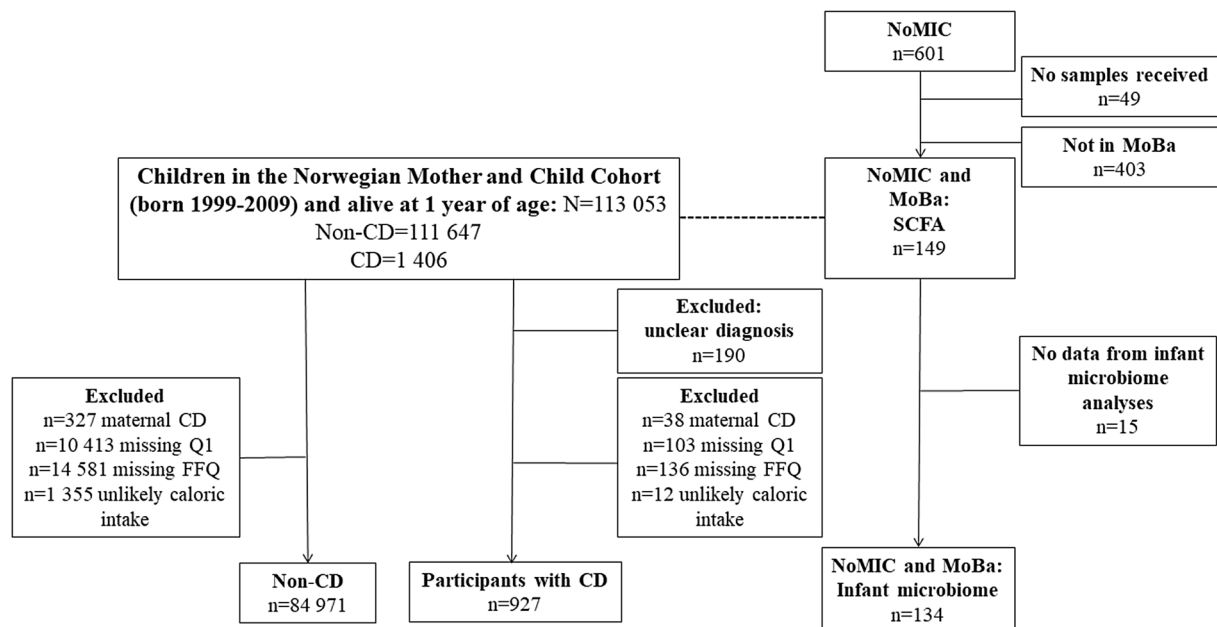 NoMIC
n=601
No samples received
n=49
Not in MoBa
n=403
Children in the Norwegian Mother and Child Cohort
(born 1999-2009) and alive at 1 year of age: N=113 053
Non-CD=111 647
CD=1 406
NoMIC and
MoBa:
SCFA
n=149
Excluded:
unclear diagnosis
n=190
No data from infant
microbiome
analyses
n=15
Excluded
n=327 maternal CD
n=10 413 missing Q1
n=14 581 missing FFQ
n=1 355 unlikely caloric
intake
Excluded
n=38 maternal CD
n=103 missing Q1
n=136 missing FFQ
n=12 unlikely caloric
intake
Non-CD
n=84 971
Participants with CD
n=927
NoMIC and MoBa:
Infant microbiome
n=134